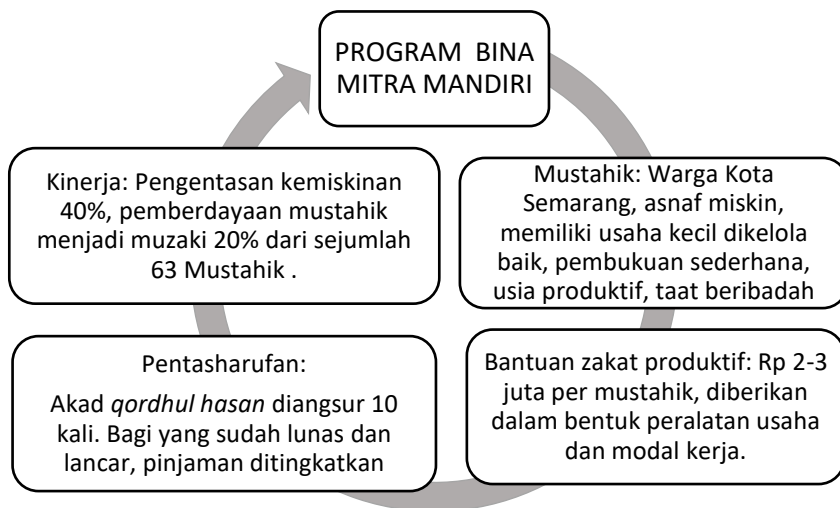 PROGRAM BINA
MITRA MANDIRI
Mustahik: Warga Kota
Semarang, asnaf miskin,
memiliki usaha kecil dikelola
baik, pembukuan sederhana,
usia produktif, taat beribadah
Bantuan zakat produktif: Rp 2-3
juta per mustahik, diberikan
dalam bentuk peralatan usaha
dan modal kerja.
Pentasharufan:
Akad qordhul hasan diangsur 10
kali. Bagi yang sudah lunas dan
lancar, pinjaman ditingkatkan
Kinerja: Pengentasan kemiskinan
40%, pemberdayaan mustahik
menjadi muzaki 20% dari sejumlah
63 Mustahik .